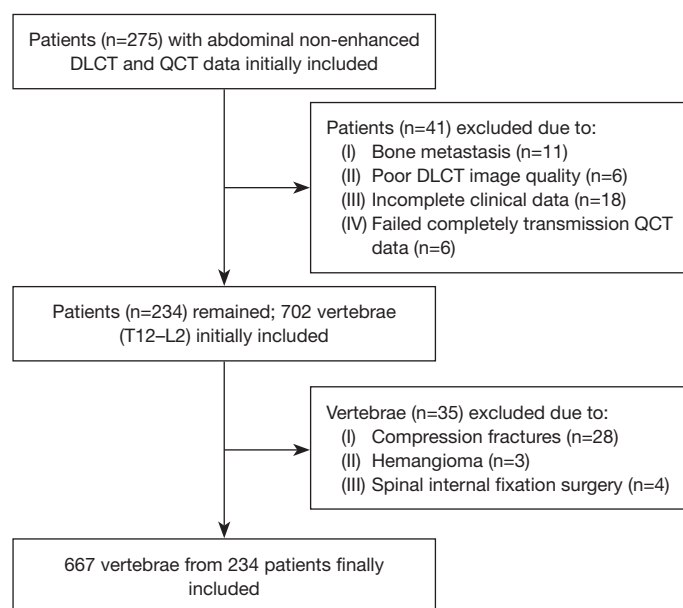 Patients (n=275) with abdominal non-enhanced
DLCT and QCT data initially included
Patients (n=41) excluded due to:
(I) Bone metastasis (n=11)
(II) Poor DLCT image quality (n=6)
(III) Incomplete clinical data (n=18)
(IV) Failed completely transmission QCT
data (n=6)
Patients (n=234) remained; 702 vertebrae
(T12–L2) initially included
Vertebrae (n=35) excluded due to:
(I) Compression fractures (n=28)
(II) Hemangioma (n=3)
(III) Spinal internal fixation surgery (n=4)
667 vertebrae from 234 patients finally
included